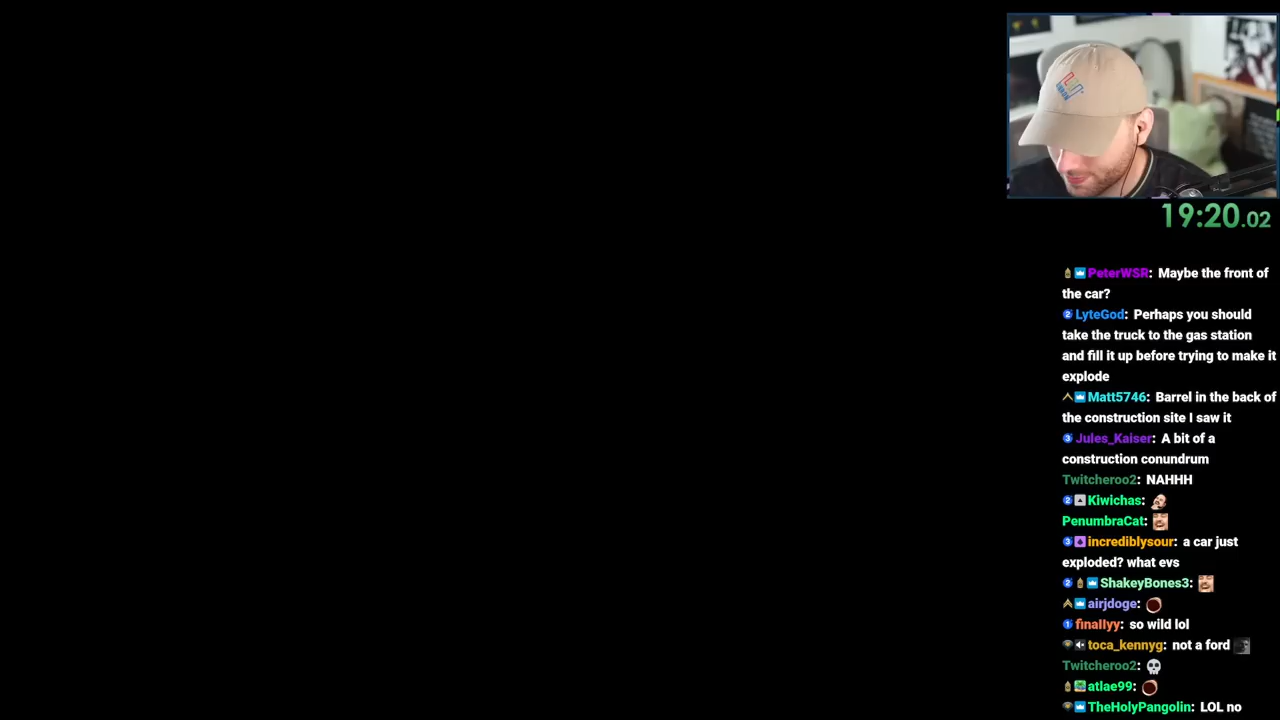 19:20.02
PeterWSR: Maybe the front of
the car?
LyteGod: Perhaps you should
take the truck to the gas station
and fill it up before trying to make it
explode
Matt5746: Barrel in the back of
the construction site I saw it
Jules_Kaiser: A bit of a
construction conundrum
Twitcheroo2: NAHHH
Kiwichas:
PenumbraCat:
incrediblysour: a car just
exploded? what evs
ShakeyBones3:
airjdoge:
finallyy: so wild lol
toca_kennyg: not a ford
Twitcheroo2: 💀
atlae99:
TheHolyPangolin: LOL no